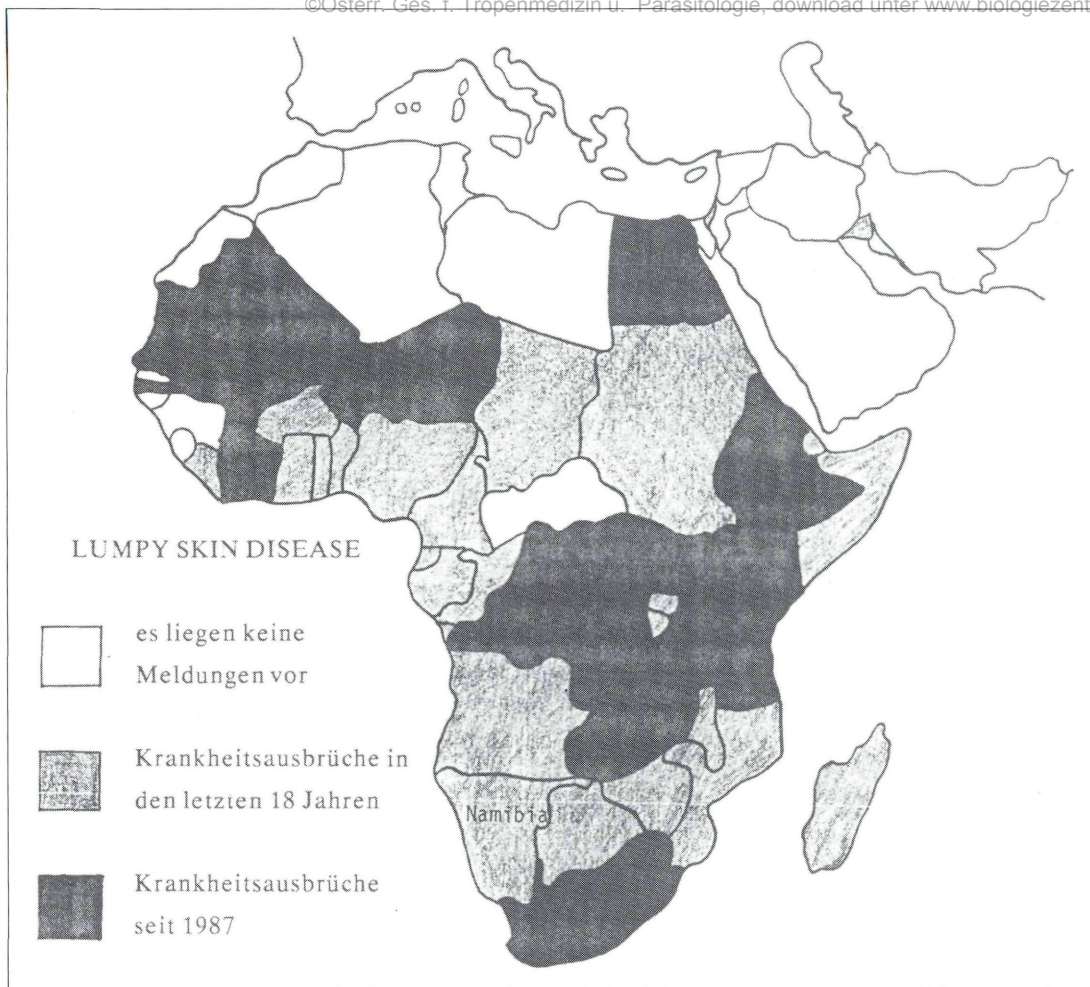 ©Österr. Ges. f. Tropenmedizin u. Parasitologie, download unter www.biologiezent
LUMPY SKIN DISEASE
es liegen keine
Meldungen vor
Krankheitsausbrüche in
den letzten 18 Jahren
Namibia
Krankheitsausbrüche
seit 1987